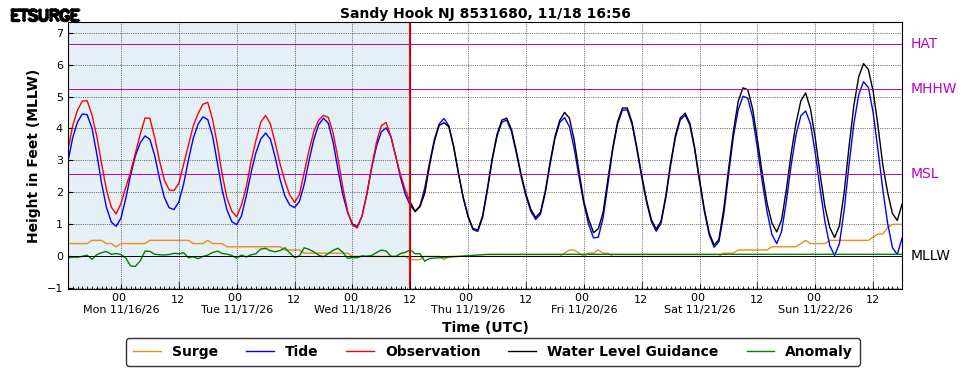 ETSURGE
Sandy Hook NJ 8531680, 11/18 16:56
Height in Feet (MLLW)
7
6
5
4
3
2
1
0
−1
HAT
MHHW
MSL
MLLW
00 12 00 12 00 12 00 12 00 12 00 12 00 12
Mon 11/16/26 Tue 11/17/26 Wed 11/18/26 Thu 11/19/26 Fri 11/20/26 Sat 11/21/26 Sun 11/22/26
Time (UTC)
Surge Tide Observation Water Level Guidance Anomaly